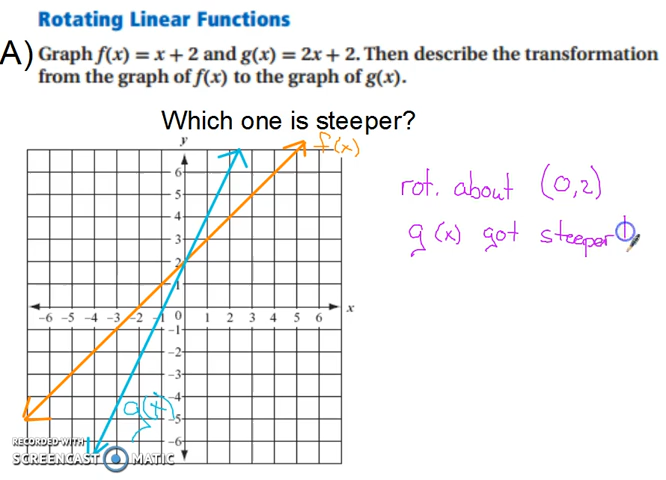 Rotating Linear Functions
A) Graph f(x) = x + 2 and g(x) = 2x + 2. Then describe the transformation
from the graph of f(x) to the graph of g(x).
Which one is steeper?
y
f(x)
rot. about (0,2)
g(x) got steeper
6
5
4
3
2
1
-6 -5 -4 -3 -2 -1 0 1 2 3 4 5 6 x
-1
-2
-3
-4
g(x)
-5
-6
RECORDED WITH
SCREENCAST MATIC